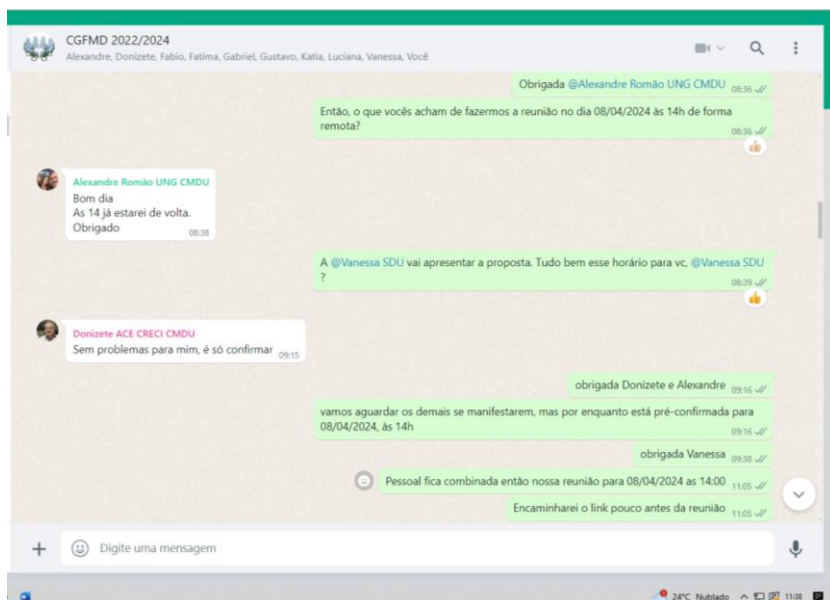 CGFMD 2022/2024
Alexandre, Donizete, Fabio, Fatima, Gabriel, Gustavo, Katia, Luciana, Vanessa, Você
Obrigada @Alexandre Romão UNG CMDU 08:36
Então, o que vocês acham de fazermos a reunião no dia 08/04/2024 às 14h de forma
remota?
08:36
Alexandre Romão UNG CMDU
Bom dia
As 14 já estarei de volta.
Obrigado 08:38
A @Vanessa SDU vai apresentar a proposta. Tudo bem esse horário para vc, @Vanessa SDU
?
08:39
Donizete ACE CRECI CMDU
Sem problemas para mim, é só confirmar 09:15
obrigada Donizete e Alexandre 09:16
vamos aguardar os demais se manifestarem, mas por enquanto está pré-confirmada para
08/04/2024, às 14h
09:16
obrigada Vanessa 09:38
Pessoal fica combinada então nossa reunião para 08/04/2024 as 14:00 11:05
Encaminharei o link pouco antes da reunião 11:05
Digite uma mensagem
24°C Nublado 11:38